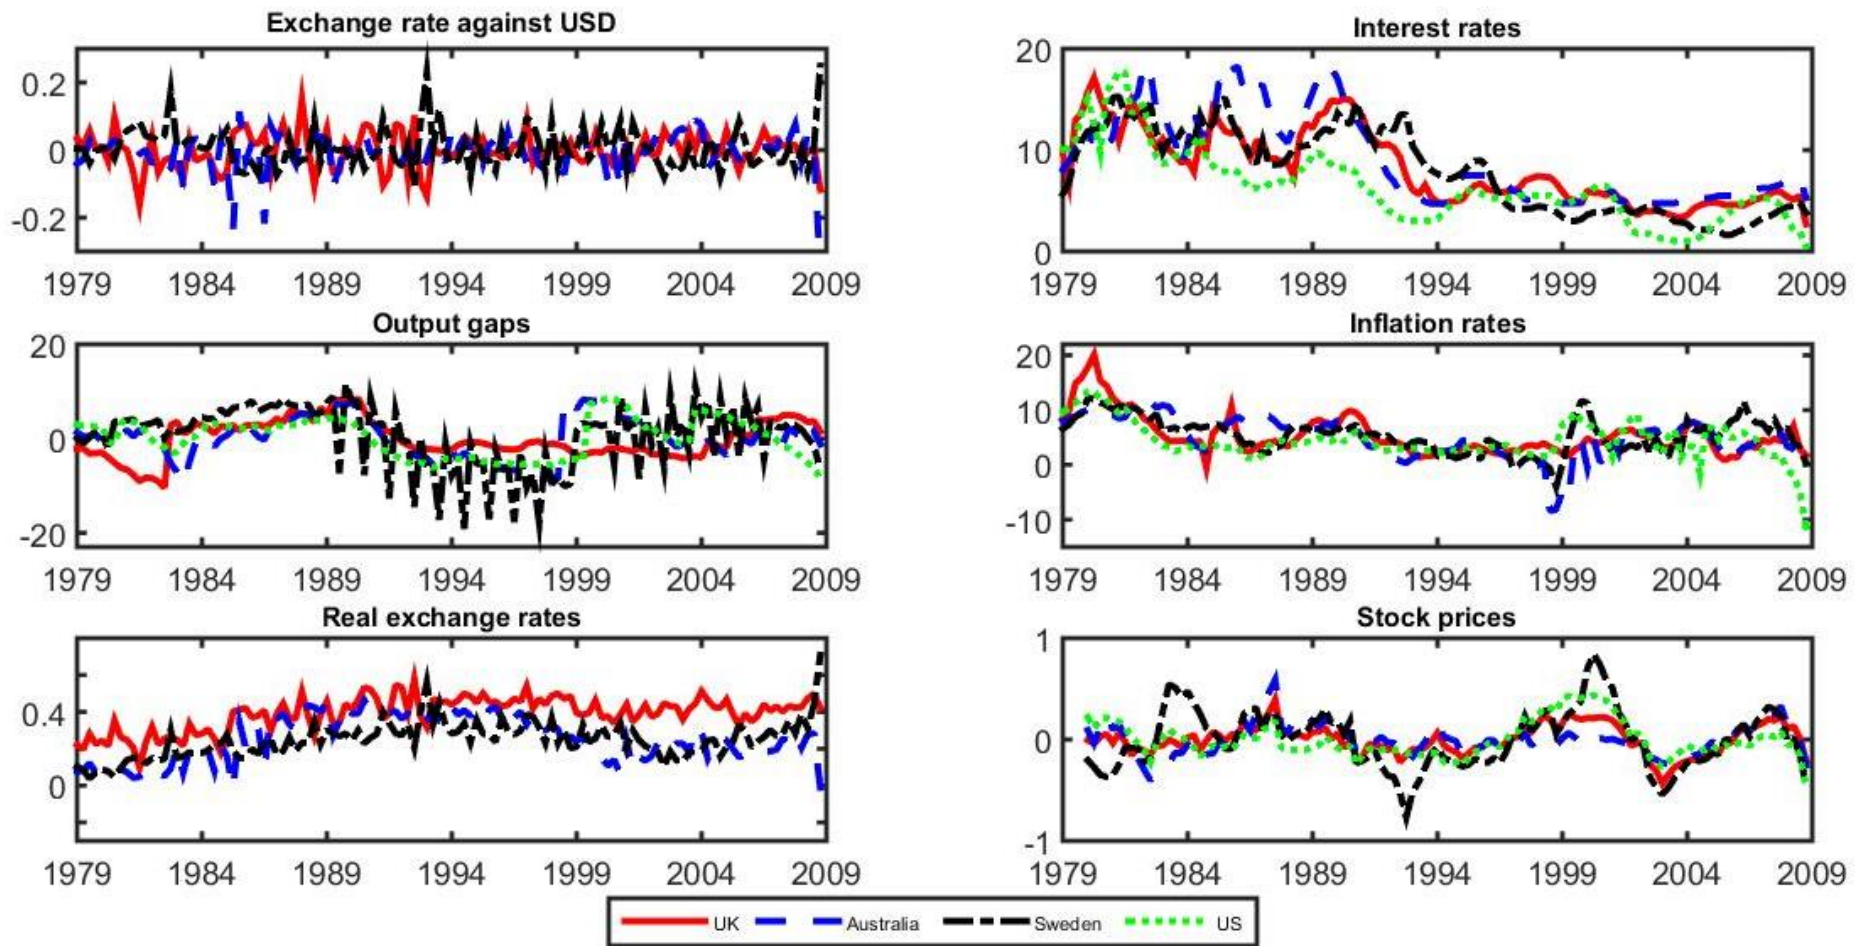 Exchange rate against USD
0.2
0
-0.2
1979 1984 1989 1994 1999 2004 2009
Interest rates
20
10
0
1979 1984 1989 1994 1999 2004 2009
Output gaps
20
0
-20
1979 1984 1989 1994 1999 2004 2009
Inflation rates
20
10
0
-10
1979 1984 1989 1994 1999 2004 2009
Real exchange rates
0.4
0
1979 1984 1989 1994 1999 2004 2009
Stock prices
1
0
-1
1979 1984 1989 1994 1999 2004 2009
UK Australia Sweden US